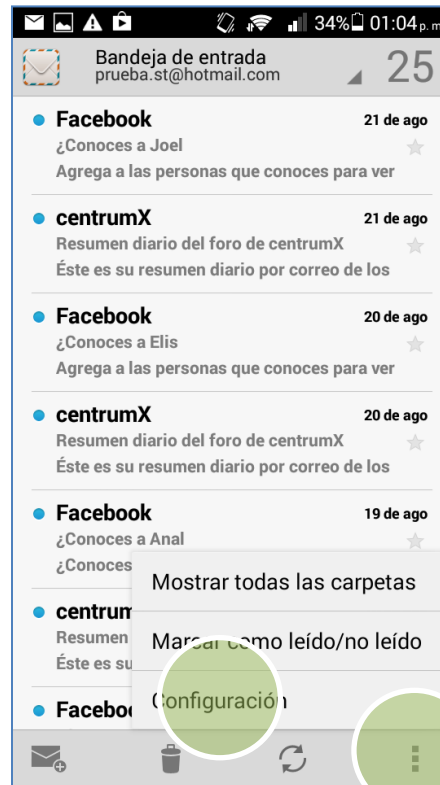 34% 01:04 p. m
Bandeja de entrada
prueba.st@hotmail.com
25
Facebook 21 de ago
¿Conoces a Joel
Agrega a las personas que conoces para ver
centrumX 21 de ago
Resumen diario del foro de centrumX
Éste es su resumen diario por correo de los
Facebook 20 de ago
¿Conoces a Elis
Agrega a las personas que conoces para ver
centrumX 20 de ago
Resumen diario del foro de centrumX
Éste es su resumen diario por correo de los
Facebook 19 de ago
¿Conoces a Anal
¿Conoces
centrum
Resumen
Éste es su
Facebo
Mostrar todas las carpetas
Marcar como leído/no leído
Configuración